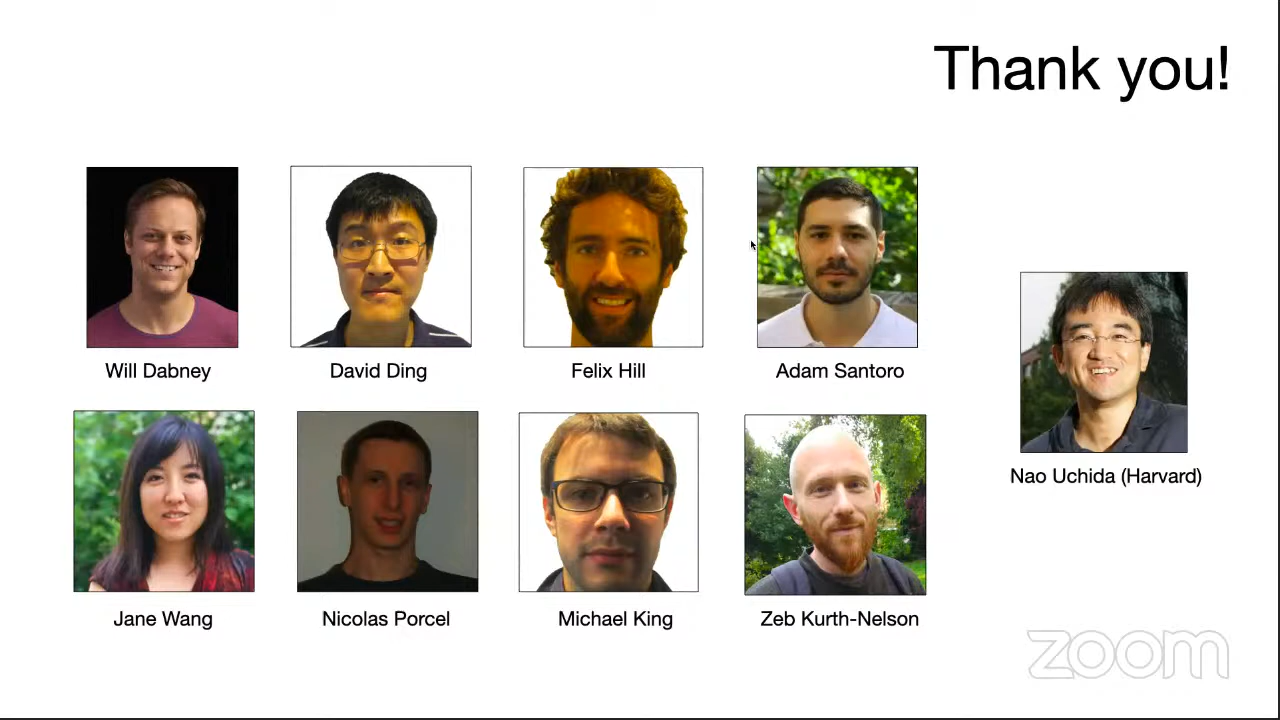 Thank you!
Will Dabney
David Ding
Felix Hill
Adam Santoro
Nao Uchida (Harvard)
Jane Wang
Nicolas Porcel
Michael King
Zeb Kurth-Nelson
zoom